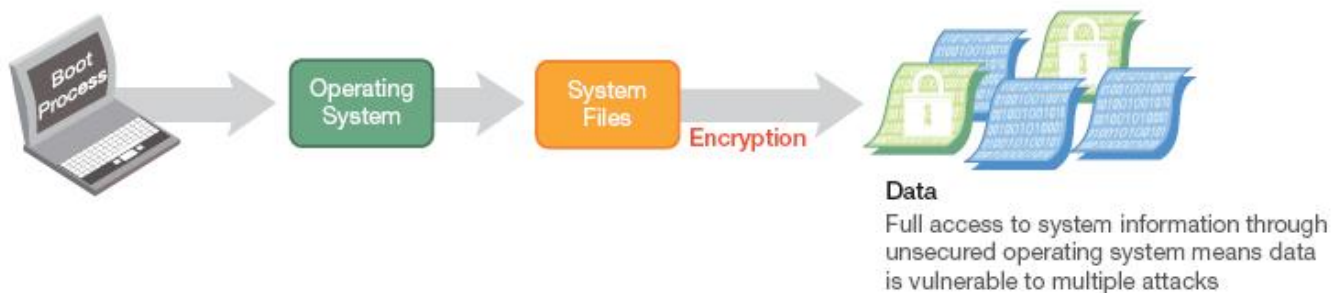 Boot
Process
Operating
System
System
Files
Encryption
Data
Full access to system information through
unsecured operating system means data
is vulnerable to multiple attacks